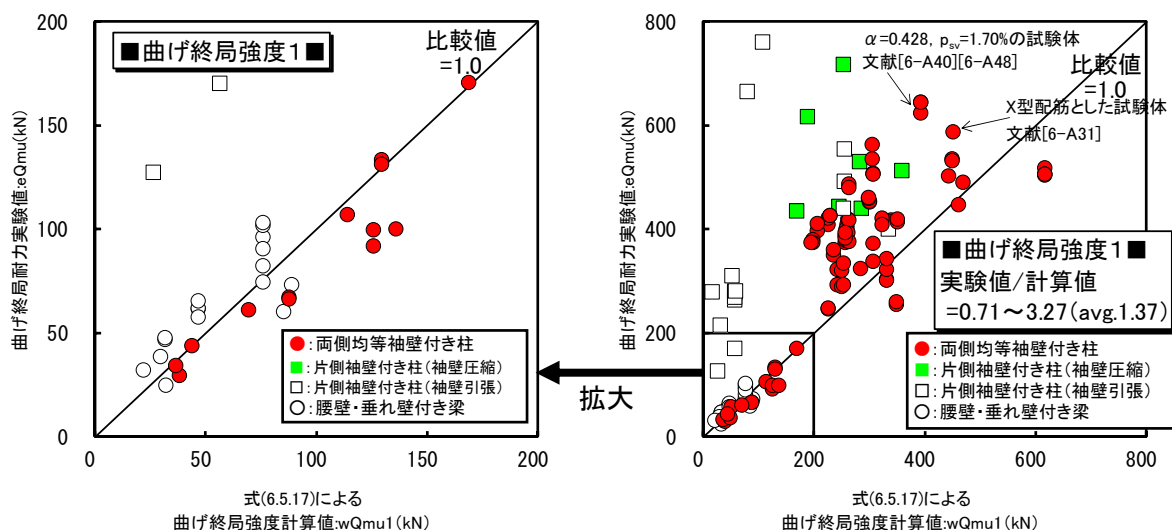 ■曲げ終局強度1■
比較値
=1.0
曲げ終局耐力実験値:eQmu(kN)
200
150
100
50
0
●:両側均等袖壁付き柱
■:片側袖壁付き柱(袖壁圧縮)
□:片側袖壁付き柱(袖壁引張)
○:腰壁・垂れ壁付き梁
0
50
100
150
200
式(6.5.17)による
曲げ終局強度計算値:wQmu1(kN)
拡大
α=0.428, psv=1.70%の試験体
文献[6-A40][6-A48]
比較値
=1.0
X型配筋とした試験体
文献[6-A31]
曲げ終局耐力実験値:eQmu(kN)
800
600
400
200
0
■曲げ終局強度1■
実験値/計算値
=0.71～3.27(avg.1.37)
●:両側均等袖壁付き柱
■:片側袖壁付き柱(袖壁圧縮)
□:片側袖壁付き柱(袖壁引張)
○:腰壁・垂れ壁付き梁
0
200
400
600
800
式(6.5.17)による
曲げ終局強度計算値:wQmu1(kN)